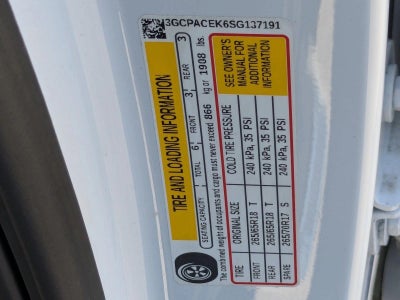 3GCPACEK6SG137191
TIRE AND LOADING INFORMATION
SEATING CAPACITY TOTAL 6 FRONT 3 REAR 3
The combined weight of occupants and cargo must never exceed 866 kg or 1908 lbs.
TIRE ORIGINAL SIZE COLD TIRE PRESSURE
FRONT 265/65R18 T 240 kPa, 35 PSI
REAR 265/65R18 T 240 kPa, 35 PSI
SPARE 265/70R17 S 240 kPa, 35 PSI
SEE OWNER'S
MANUAL FOR
ADDITIONAL
INFORMATION